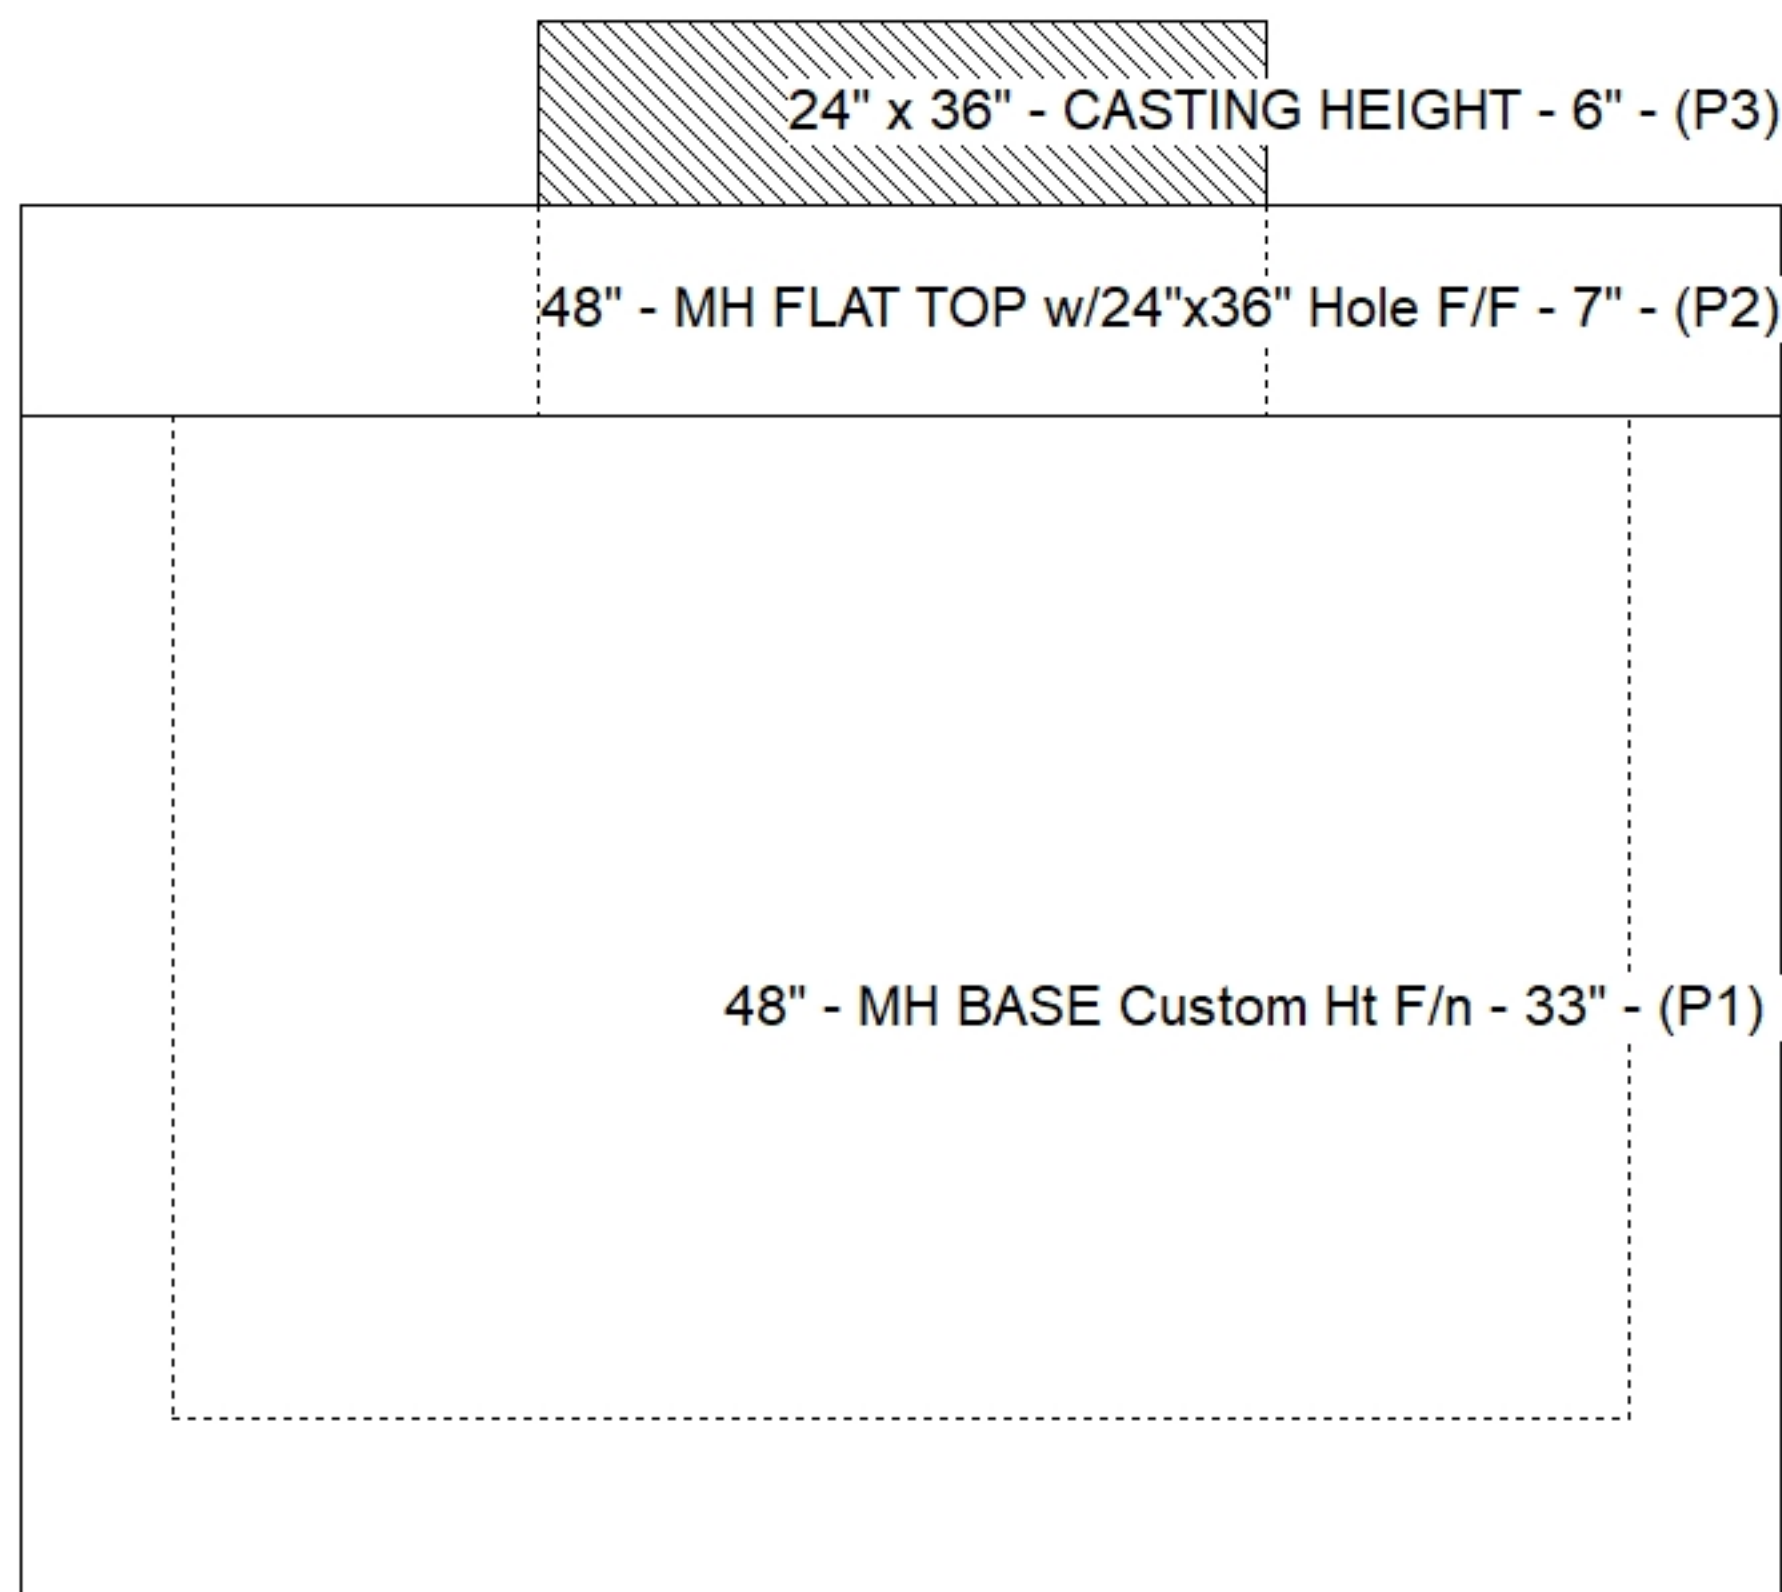 24" x 36" - CASTING HEIGHT - 6" - (P3)
48" - MH FLAT TOP w/24"x36" Hole F/F - 7" - (P2)
48" - MH BASE Custom Ht F/n - 33" - (P1)